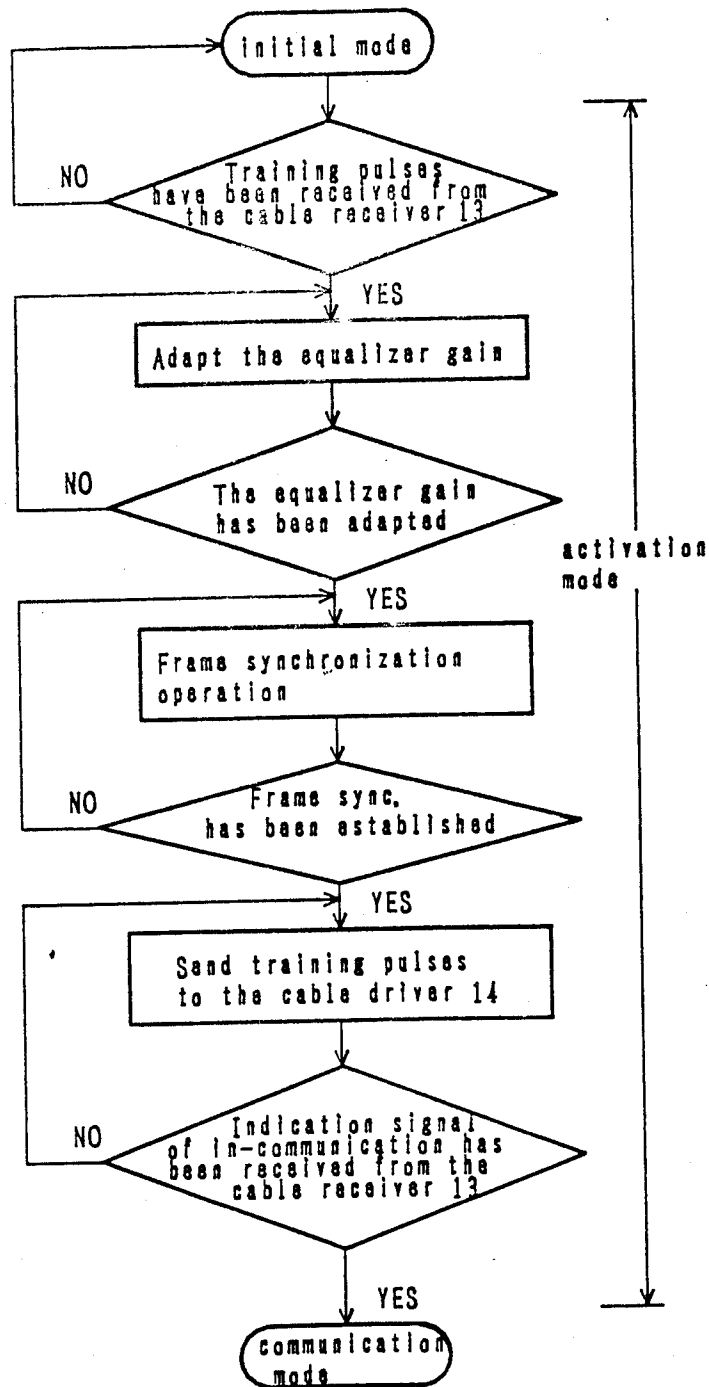 initial mode
Training pulses
have been received from
the cable receiver 13
NO
YES
Adapt the equalizer gain
The equalizer gain
has been adapted
NO
activation
mode
YES
Frame synchronization
operation
Frame sync.
has been established
NO
YES
Send training pulses
to the cable driver 14
Indication signal
of in-communication has
been received from the
cable receiver 13
NO
YES
communication
mode